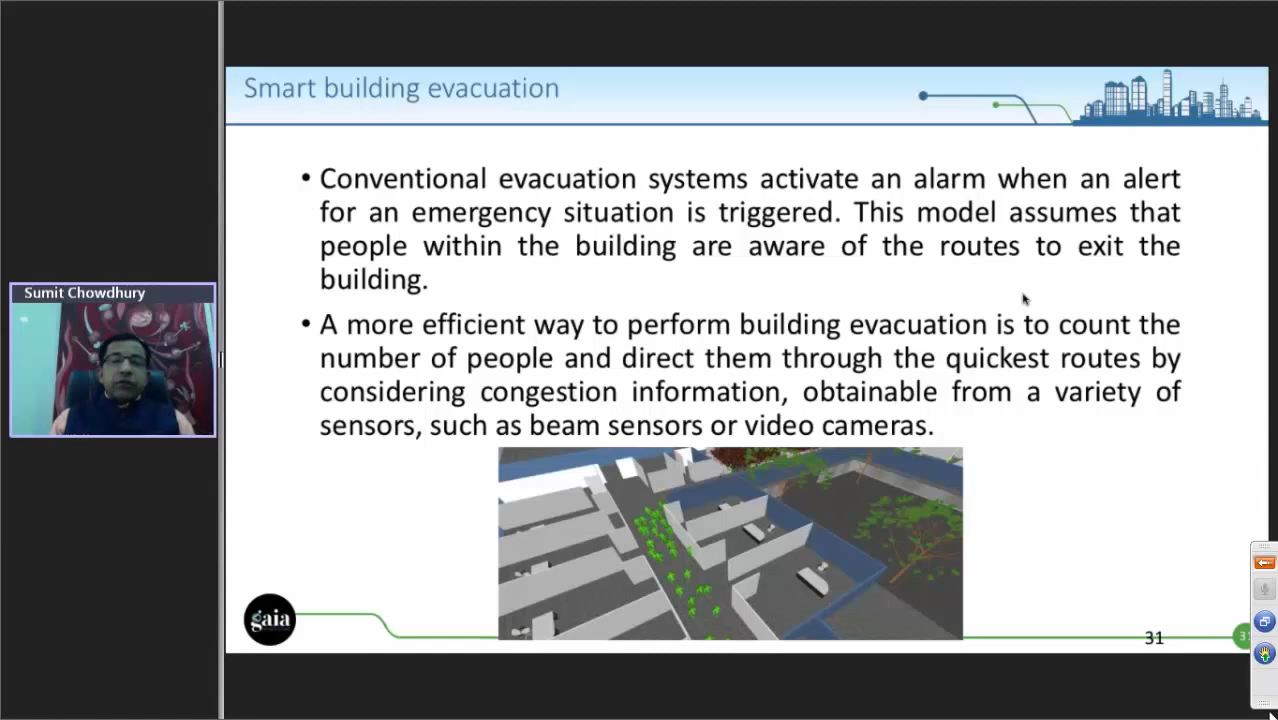 Smart building evacuation
• Conventional evacuation systems activate an alarm when an alert
for an emergency situation is triggered. This model assumes that
people within the building are aware of the routes to exit the
building.
• A more efficient way to perform building evacuation is to count the
number of people and direct them through the quickest routes by
considering congestion information, obtainable from a variety of
sensors, such as beam sensors or video cameras.
Sumit Chowdhury
gaia
31